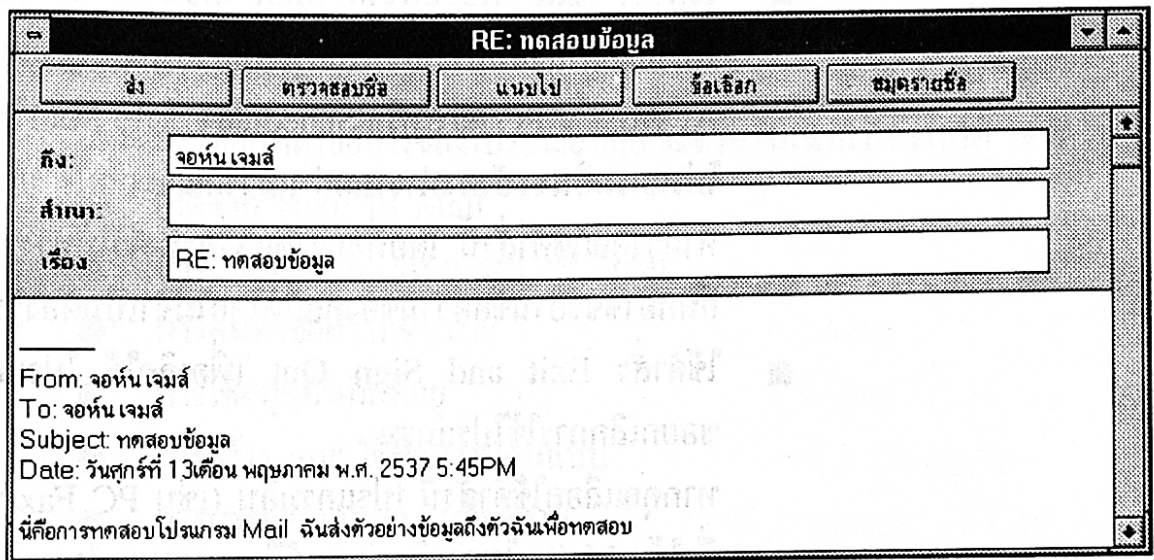 RE: ทดสอบข้อมูล
ส่ง ตรวจสอบชื่อ แนบไป ข้อเลือก สมุดรายชื่อ
ถึง: จอห์น เจมส์
สำเนา:
เรื่อง RE: ทดสอบข้อมูล
From: จอห์น เจมส์
To: จอห์น เจมส์
Subject: ทดสอบข้อมูล
Date: วันศุกร์ที่ 13เดือน พฤษภาคม พ.ศ. 2537 5:45PM
นี่คือการทดสอบโปรแกรม Mail ฉันส่งตัวอย่างข้อมูลถึงตัวฉันเพื่อทดสอบ